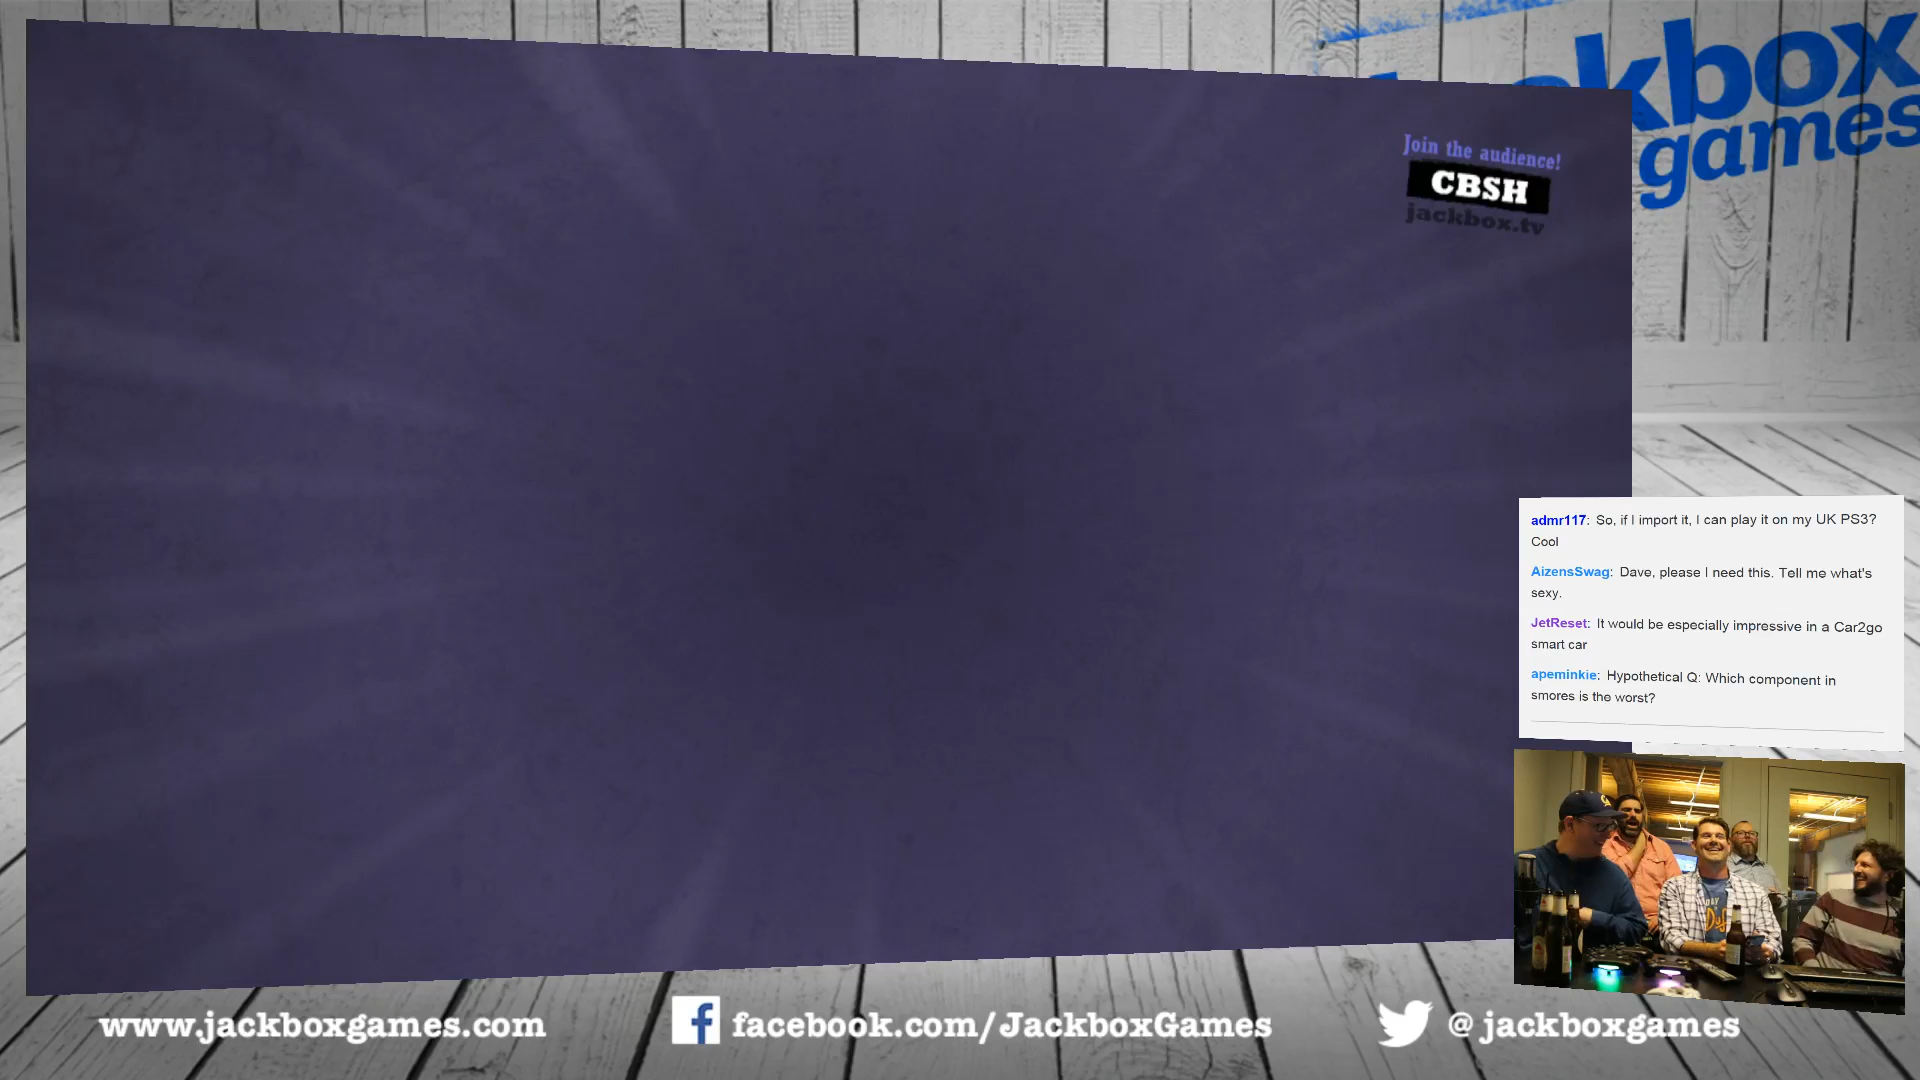 jackbox
games
Join the audience!
CBSH
jackbox.tv
admr117: So, if I import it, I can play it on my UK PS3?
Cool
AizensSwag: Dave, please I need this. Tell me what's
sexy.
JetReset: It would be especially impressive in a Car2go
smart car
apeminkie: Hypothetical Q: Which component in
smores is the worst?
www.jackboxgames.com
facebook.com/JackboxGames
@jackboxgames